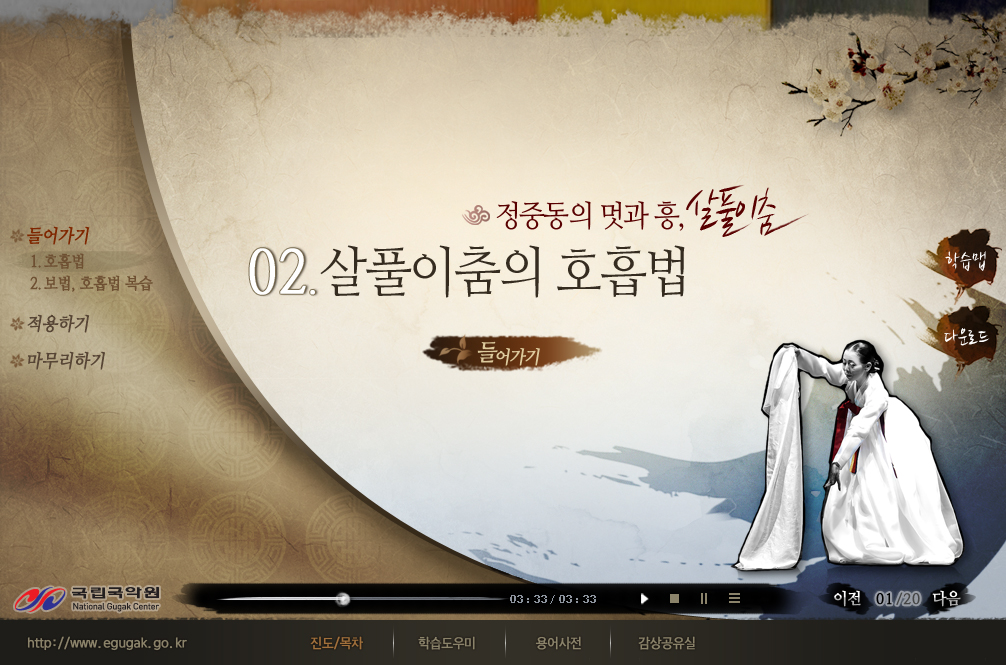 정중동의 멋과 흥, 살풀이춤
02. 살풀이춤의 호흡법
들어가기
들어가기
1. 호흡법
2. 보법, 호흡법 복습
적용하기
마무리하기
학습맵
다운로드
국립국악원
National Gugak Center
03:33/03:33
이전 01/20 다음
http://www.egugak.go.kr
진도/목차 학습도우미 용어사전 감상공유실